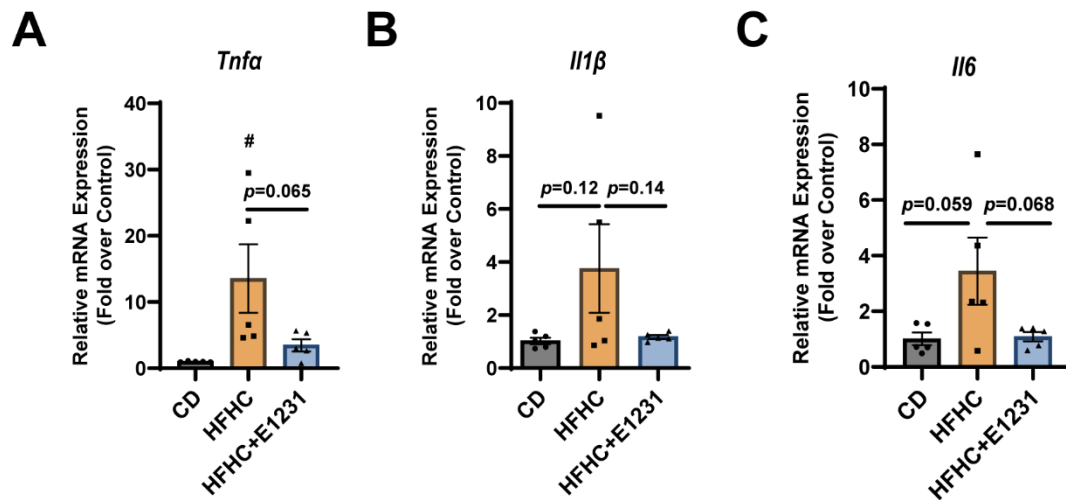 A
Tnfα
Relative mRNA Expression
(Fold over Control)
40
30
20
10
0
#
p=0.065
CD
HFHC
HFHC+E1231
B
Il1β
Relative mRNA Expression
(Fold over Control)
10
8
6
4
2
0
p=0.12
p=0.14
CD
HFHC
HFHC+E1231
C
Il6
Relative mRNA Expression
(Fold over Control)
10
8
6
4
2
0
p=0.059
p=0.068
CD
HFHC
HFHC+E1231